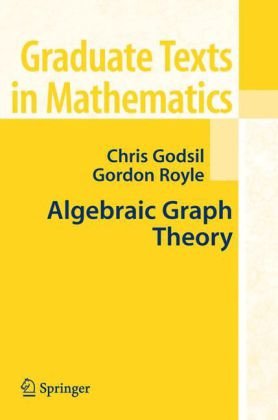 Graduate Texts
in Mathematics
Chris Godsil
Gordon Royle
Algebraic Graph
Theory
Springer